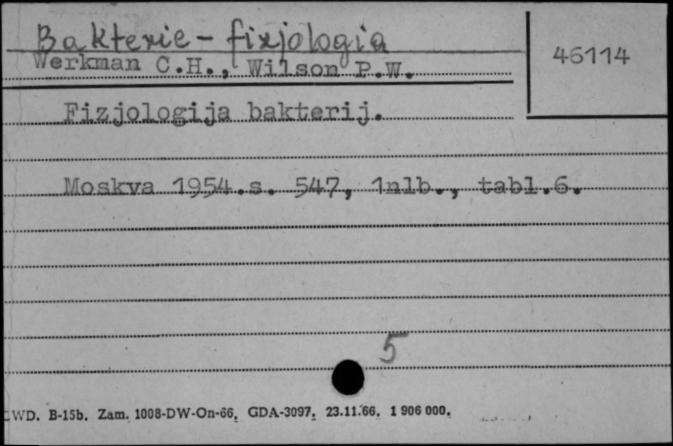 Bakterie - fizjologia
46114
Werkman C.H., Wilson P.W.
Fizjologija bakterij.
Moskva 1954.s. 547, 1nlb., tabl.6.
5
LWD. B-15b. Zam. 1008-DW-On-66. GDA-3097. 23.11.66. 1 906 000.